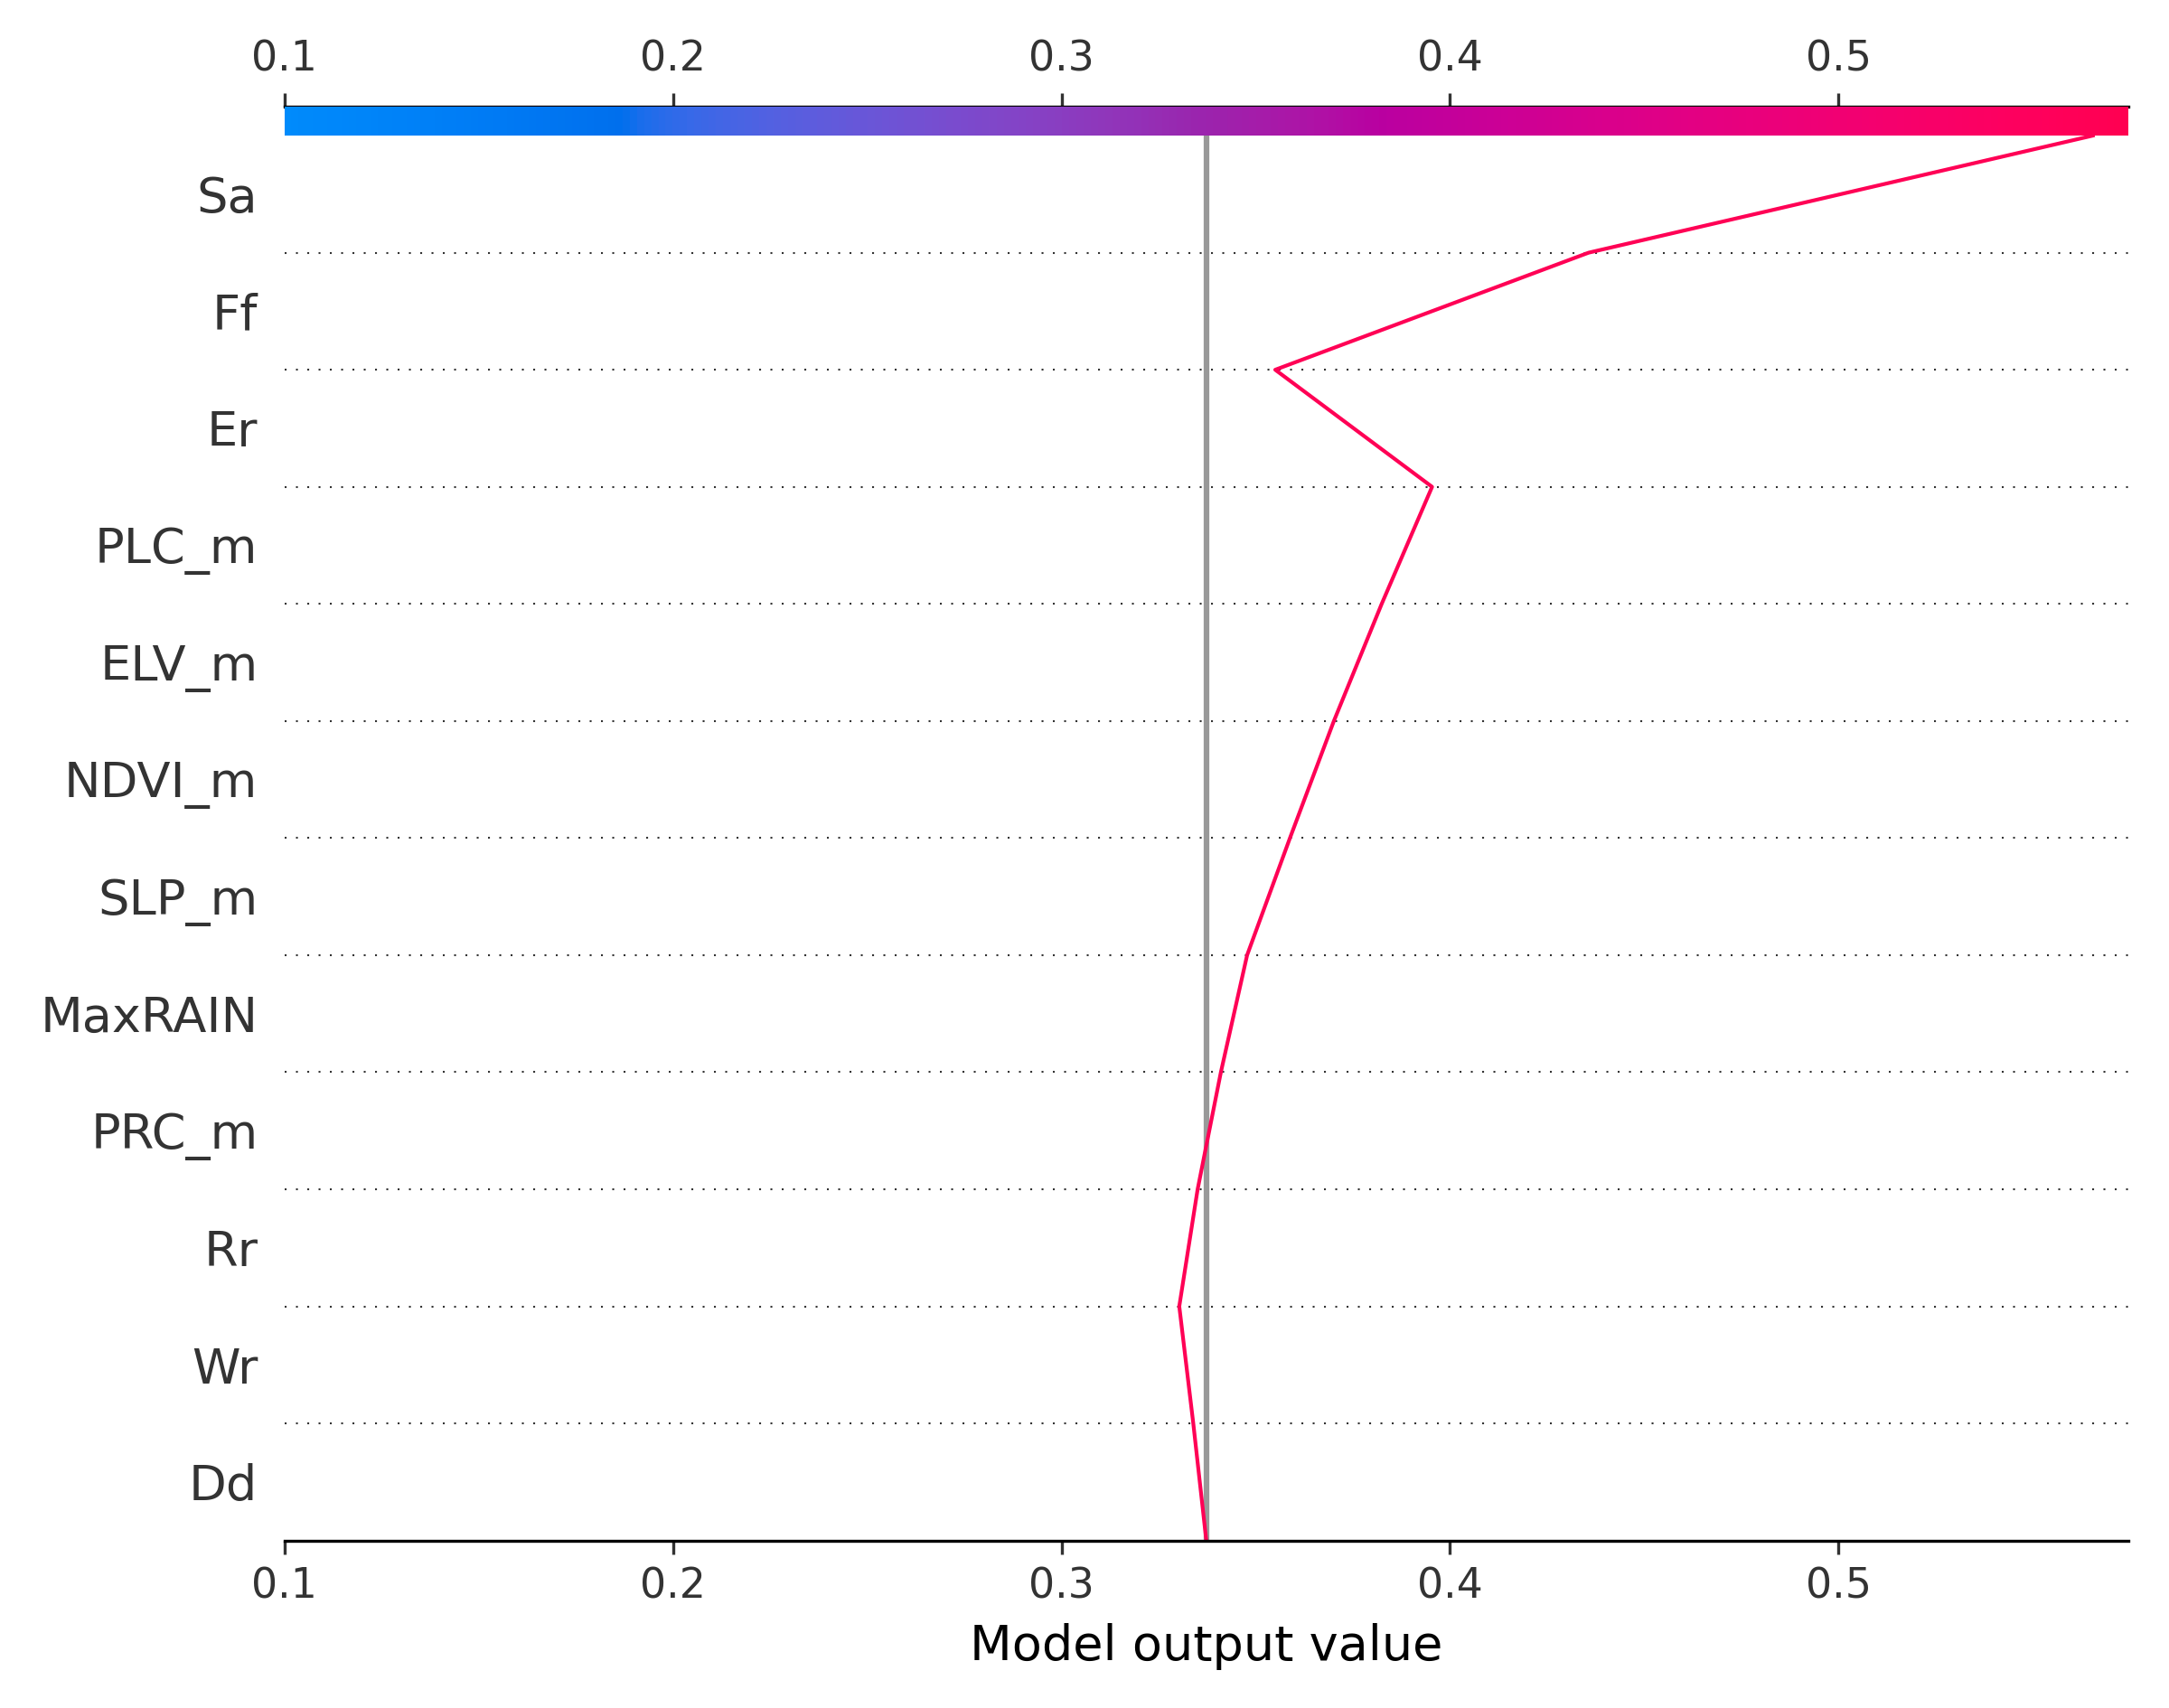 0.1 0.2 0.3 0.4 0.5
Sa
Ff
Er
PLC_m
ELV_m
NDVI_m
SLP_m
MaxRAIN
PRC_m
Rr
Wr
Dd
0.1 0.2 0.3 0.4 0.5
Model output value